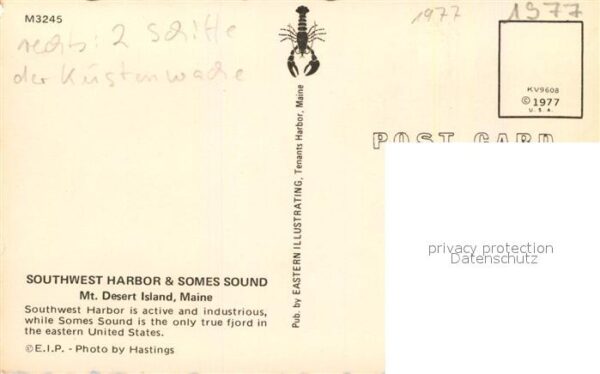 M3245
rechts: 2 Schiffe
der Küstenwache
1977
1977
KV9608
©1977
U.S.A.
POST CARD
Pub. by EASTERN ILLUSTRATING, Tenants Harbor, Maine
privacy protection
Datenschutz
SOUTHWEST HARBOR & SOMES SOUND
Mt. Desert Island, Maine
Southwest Harbor is active and industrious,
while Somes Sound is the only true fjord in
the eastern United States.
©E.I.P. - Photo by Hastings